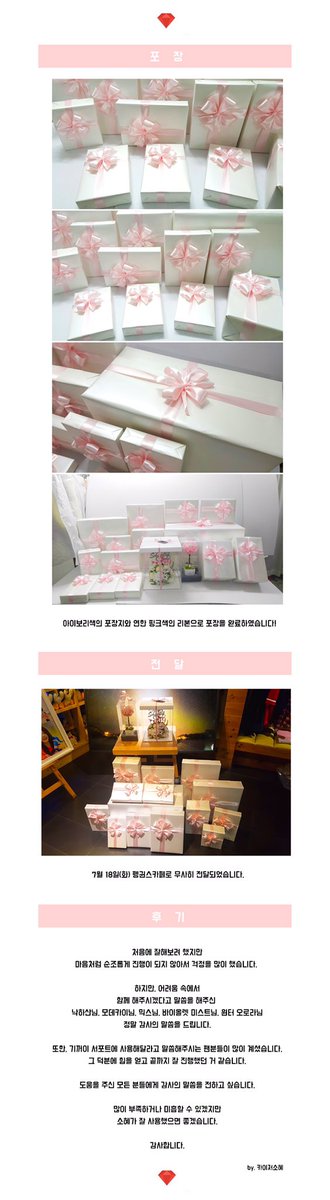 포 장
아이보리색의 포장지와 연한 핑크색의 리본으로 포장을 완료하였습니다!
전 달
7월 18일(화) 팽권스카페로 무사히 전달되었습니다.
후 기
처음에 잘해보려 했지만
마음처럼 순조롭게 진행이 되지 않아서 걱정을 많이 했습니다.
하지만, 어려움 속에서
함께 해주시겠다고 말씀을 해주신
낙하산님, 모데카이님, 믹스님, 바이올렛 미스트님, 윈터 오로라님
정말 감사의 말씀을 드립니다.
또한, 기꺼이 서포트에 사용해달라고 말씀해주시는 팬분들이 많이 계셨습니다.
그 덕분에 힘을 얻고 끝까지 잘 진행했던 거 같습니다.
도움을 주신 모든 분들에게 감사의 말씀을 전하고 싶습니다.
많이 부족하거나 미흡할 수 있겠지만
소혜가 잘 사용했으면 좋겠습니다.
감사합니다.
by. 카이저소혜